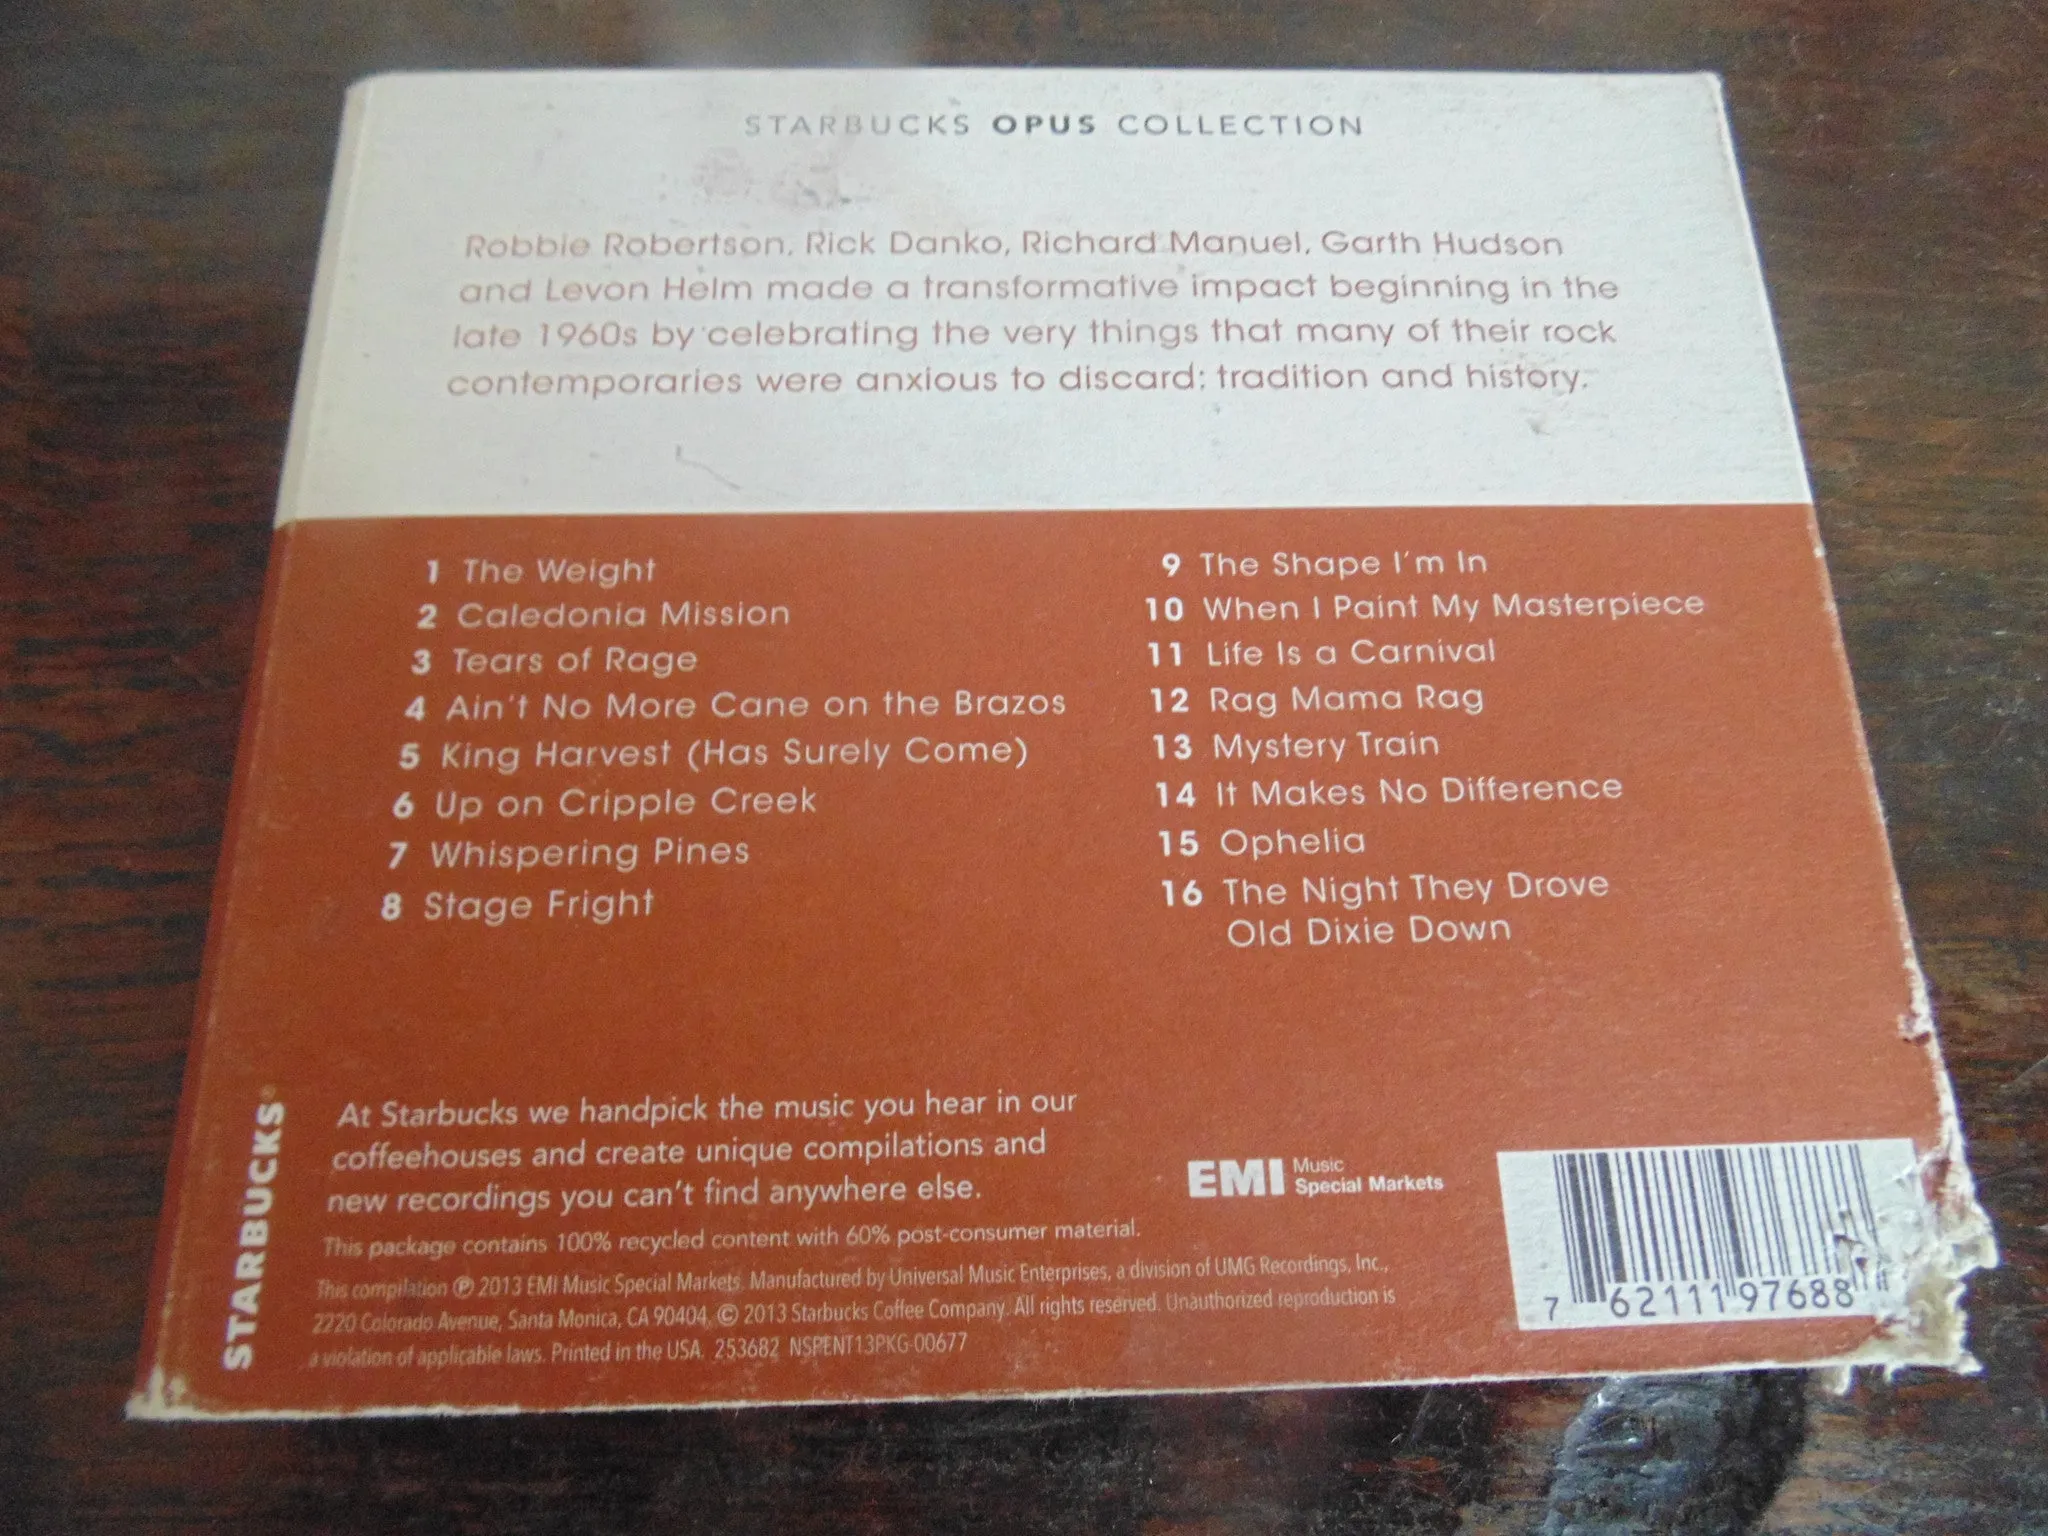 STARBUCKS OPUS COLLECTION
Robbie Robertson, Rick Danko, Richard Manuel, Garth Hudson
and Levon Helm made a transformative impact beginning in the
late 1960s by celebrating the very things that many of their rock
contemporaries were anxious to discard: tradition and history.
1 The Weight
2 Caledonia Mission
3 Tears of Rage
4 Ain't No More Cane on the Brazos
5 King Harvest (Has Surely Come)
6 Up on Cripple Creek
7 Whispering Pines
8 Stage Fright
9 The Shape I'm In
10 When I Paint My Masterpiece
11 Life Is a Carnival
12 Rag Mama Rag
13 Mystery Train
14 It Makes No Difference
15 Ophelia
16 The Night They Drove
Old Dixie Down
STARBUCKS®
At Starbucks we handpick the music you hear in our
coffeehouses and create unique compilations and
new recordings you can't find anywhere else.
This package contains 100% recycled content with 60% post-consumer material.
This compilation ℗ 2013 EMI Music Special Markets. Manufactured by Universal Music Enterprises, a division of UMG Recordings, Inc.,
2220 Colorado Avenue, Santa Monica, CA 90404. © 2013 Starbucks Coffee Company. All rights reserved. Unauthorized reproduction is
a violation of applicable laws. Printed in the USA. 253682 NSPENT13PKG-00677
EMI Music
Special Markets
7 62111 97688